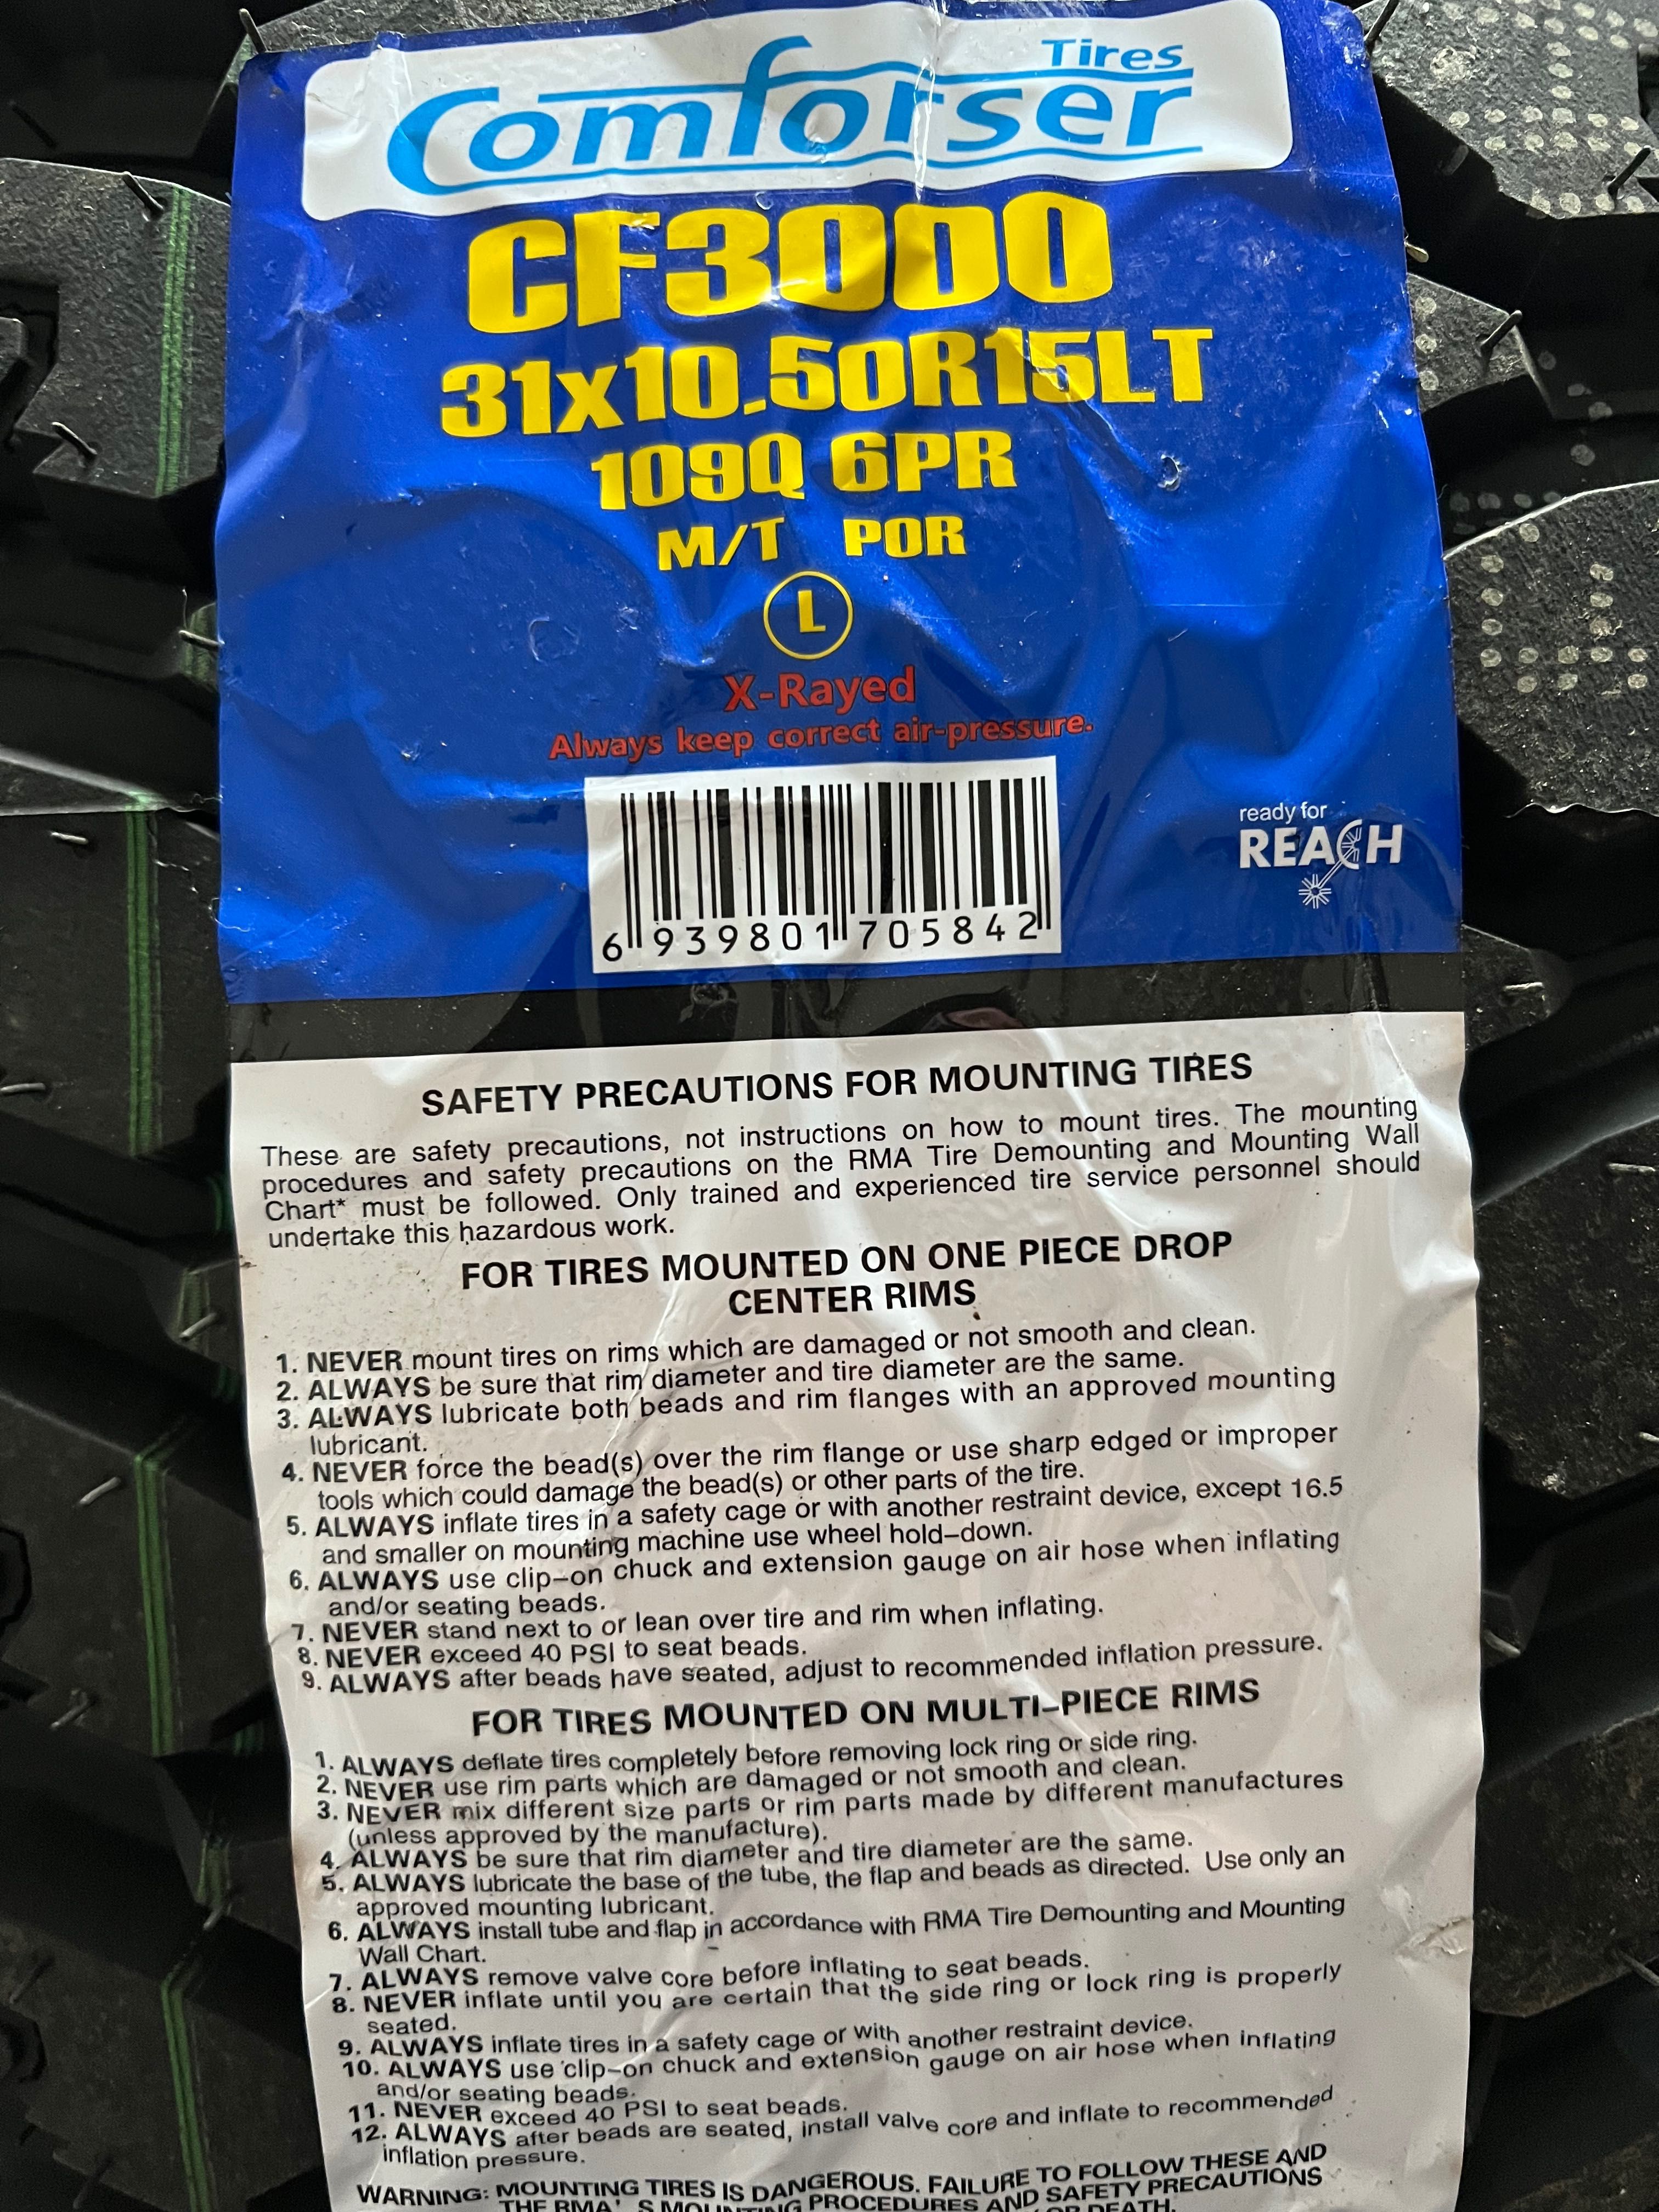 Tires
Comforser
CF3000
31x10.50R15LT
109Q 6PR
M/T POR
L
X-Rayed
Always keep correct air-pressure.
ready for
REACH
6 939801 705842
SAFETY PRECAUTIONS FOR MOUNTING TIRES
These are safety precautions, not instructions on how to mount tires. The mounting
procedures and safety precautions on the RMA Tire Demounting and Mounting Wall
Chart* must be followed. Only trained and experienced tire service personnel should
undertake this hazardous work.
FOR TIRES MOUNTED ON ONE PIECE DROP
CENTER RIMS
1. NEVER mount tires on rims which are damaged or not smooth and clean.
2. ALWAYS be sure that rim diameter and tire diameter are the same.
3. ALWAYS lubricate both beads and rim flanges with an approved mounting
lubricant.
4. NEVER force the bead(s) over the rim flange or use sharp edged or improper
tools which could damage the bead(s) or other parts of the tire.
5. ALWAYS inflate tires in a safety cage or with another restraint device, except 16.5
and smaller on mounting machine use wheel hold-down.
6. ALWAYS use clip-on chuck and extension gauge on air hose when inflating
and/or seating beads.
7. NEVER stand next to or lean over tire and rim when inflating.
8. NEVER exceed 40 PSI to seat beads.
9. ALWAYS after beads have seated, adjust to recommended inflation pressure.
FOR TIRES MOUNTED ON MULTI-PIECE RIMS
1. ALWAYS deflate tires completely before removing lock ring or side ring.
2. NEVER use rim parts which are damaged or not smooth and clean.
3. NEVER mix different size parts or rim parts made by different manufactures
(unless approved by the manufacture).
4. ALWAYS be sure that rim diameter and tire diameter are the same.
5. ALWAYS lubricate the base of the tube, the flap and beads as directed. Use only an
approved mounting lubricant.
6. ALWAYS install tube and flap in accordance with RMA Tire Demounting and Mounting
Wall Chart.
7. ALWAYS remove valve core before inflating to seat beads.
8. NEVER inflate until you are certain that the side ring or lock ring is properly
seated.
9. ALWAYS inflate tires in a safety cage or with another restraint device.
10. ALWAYS use clip-on chuck and extension gauge on air hose when inflating
and/or seating beads.
11. NEVER exceed 40 PSI to seat beads.
12. ALWAYS after beads are seated, install valve core and inflate to recommended
inflation pressure.
WARNING: MOUNTING TIRES IS DANGEROUS. FAILURE TO FOLLOW THESE AND
THE RMA'S MOUNTING PROCEDURES AND SAFETY PRECAUTIONS
OR DEATH.